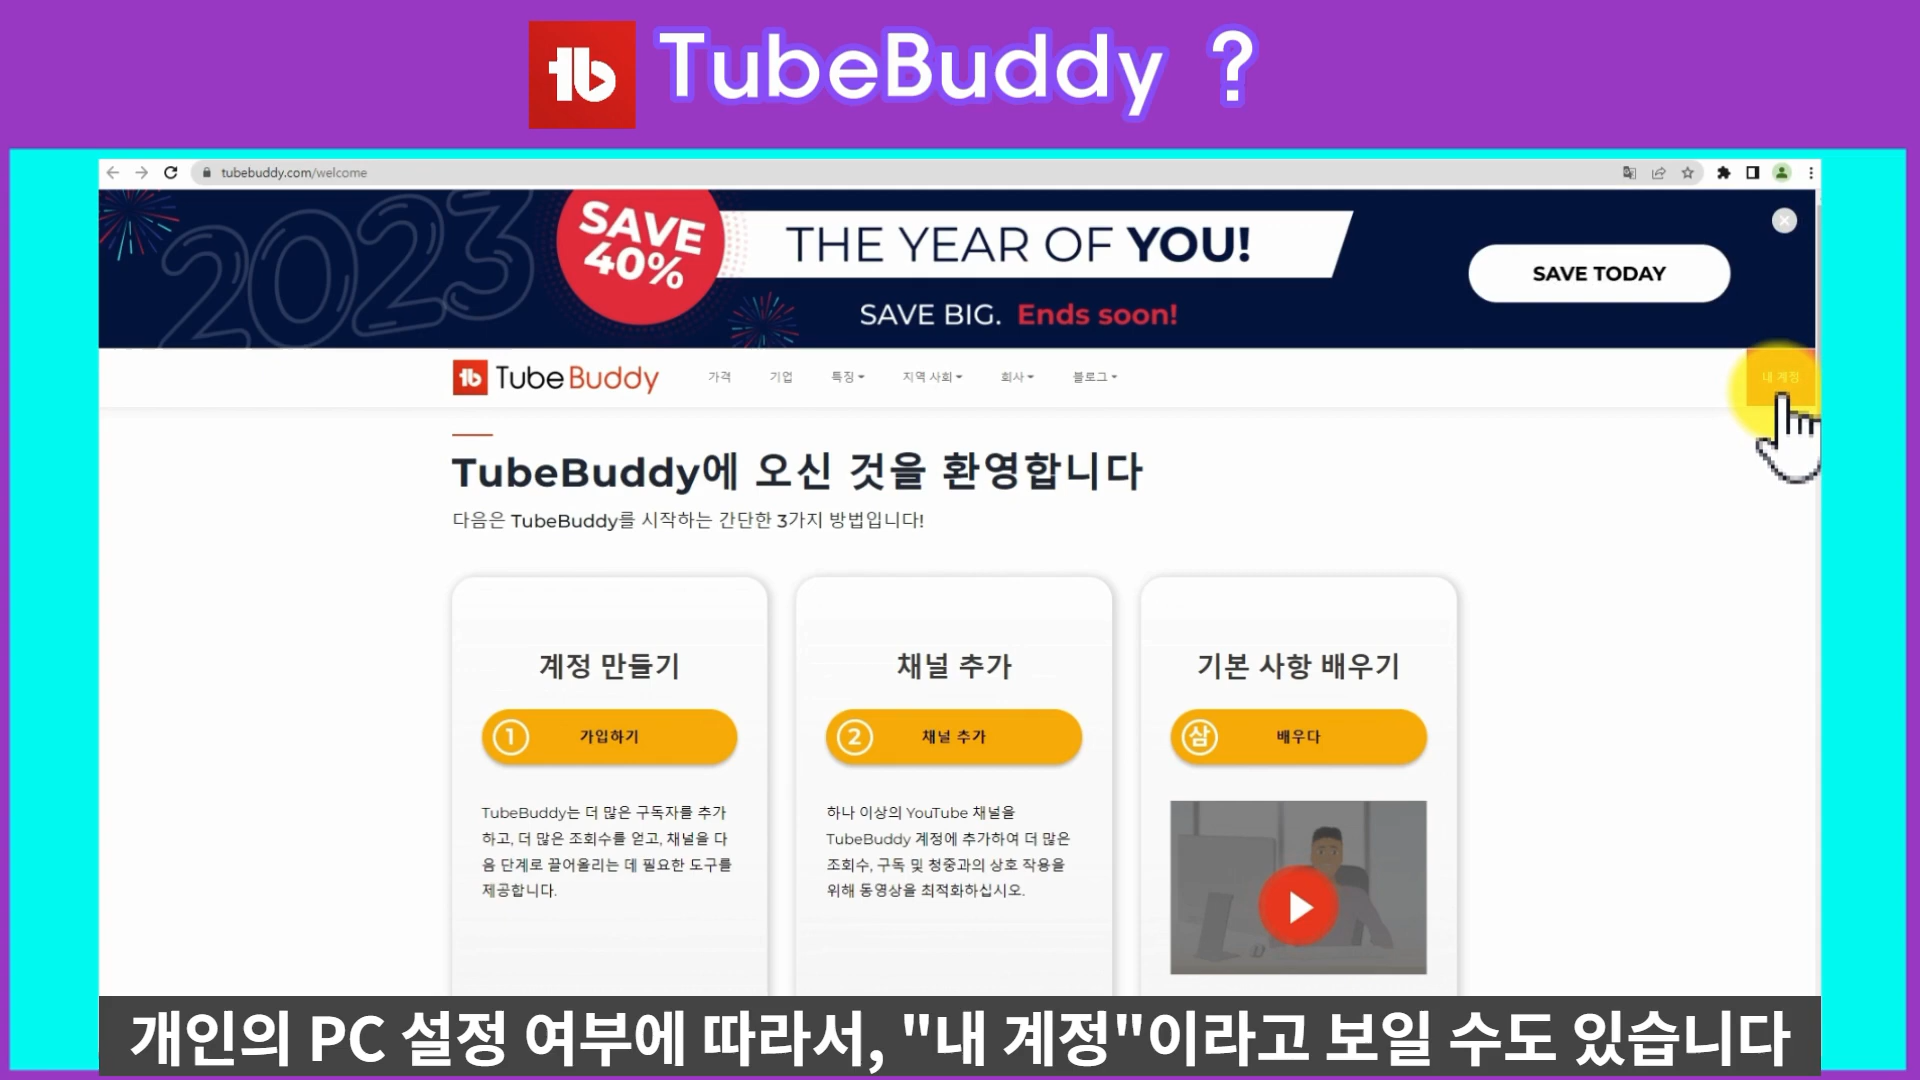 tb TubeBuddy ?
tubebuddy.com/welcome
2023
SAVE
40%
THE YEAR OF YOU!
SAVE BIG. Ends soon!
SAVE TODAY
tb TubeBuddy
가격
기업
특징
지역 사회
회사
블로그
내 계정
TubeBuddy에 오신 것을 환영합니다
다음은 TubeBuddy를 시작하는 간단한 3가지 방법입니다!
계정 만들기
1 가입하기
TubeBuddy는 더 많은 구독자를 추가
하고, 더 많은 조회수를 얻고, 채널을 다
음 단계로 끌어올리는 데 필요한 도구를
제공합니다.
채널 추가
2 채널 추가
하나 이상의 YouTube 채널을
TubeBuddy 계정에 추가하여 더 많은
조회수, 구독 및 청중과의 상호 작용을
위해 동영상을 최적화하십시오.
기본 사항 배우기
삼 배우다
개인의 PC 설정 여부에 따라서, "내 계정"이라고 보일 수도 있습니다